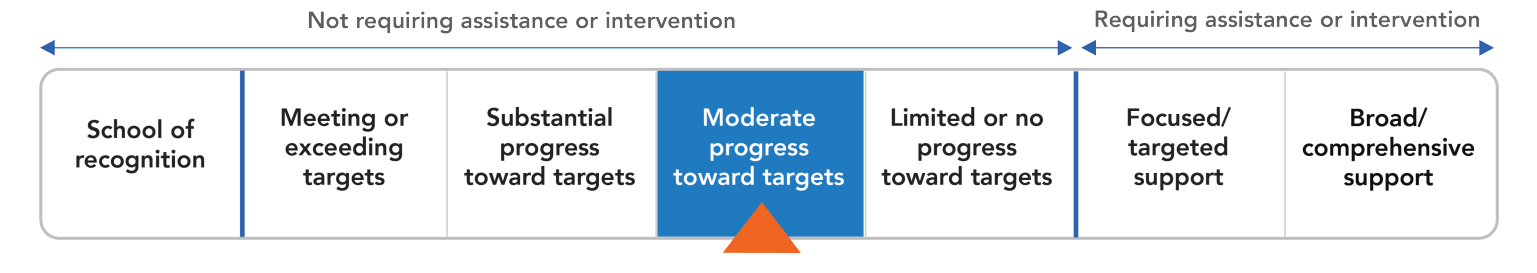 Not requiring assistance or intervention
Requiring assistance or intervention
School of
recognition
Meeting or
exceeding
targets
Substantial
progress
toward targets
Moderate
progress
toward targets
Limited or no
progress
toward targets
Focused/
targeted
support
Broad/
comprehensive
support